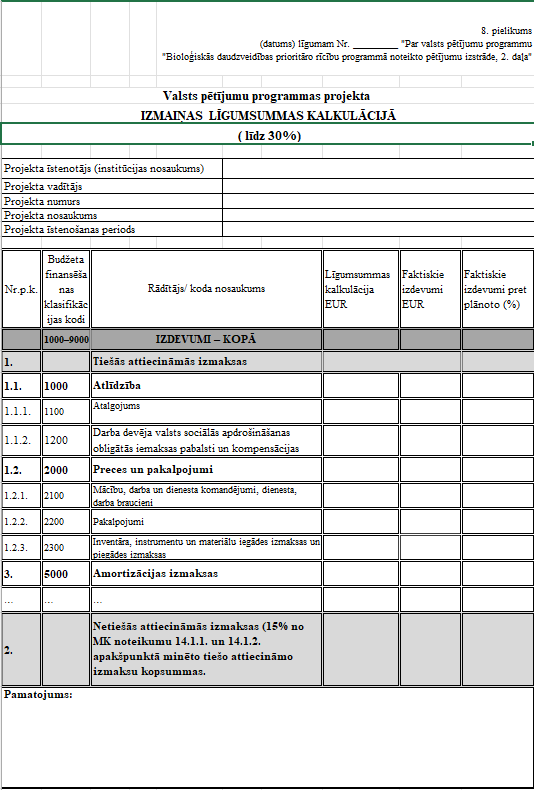 8. pielikums
(datums) līgumam Nr. _________ "Par valsts pētījumu programmu
"Bioloģiskās daudzveidības prioritāro rīcību programmā noteikto pētījumu izstrāde, 2. daļa"
Valsts pētījumu programmas projekta
IZMAIŅAS LĪGUMSUMMAS KALKULĀCIJĀ
( līdz 30%)
Projekta īstenotājs (institūcijas nosaukums)
Projekta vadītājs
Projekta numurs
Projekta nosaukums
Projekta īstenošanas periods
Nr.p.k.
Budžeta
finansēša
nas
klasifikāc
ijas kodi
Rādītājs/ koda nosaukums
Līgumsummas
kalkulācija
EUR
Faktiskie
izdevumi
EUR
Faktiskie
izdevumi pret
plānoto (%)
1000–9000 IZDEVUMI – KOPĀ
1. Tiešās attiecināmās izmaksas
1.1. 1000 Atlīdzība
1.1.1. 1100 Atalgojums
1.1.2. 1200 Darba devēja valsts sociālās apdrošināšanas
obligātās iemaksas pabalsti un kompensācijas
1.2. 2000 Preces un pakalpojumi
1.2.1. 2100 Mācību, darba un dienesta komandējumi, dienesta,
darba braucieni
1.2.2. 2200 Pakalpojumi
1.2.3. 2300 Inventāra, instrumentu un materiālu iegādes izmaksas un
piegādes izmaksas
3. 5000 Amortizācijas izmaksas
... ... ...
2. Netiešās attiecināmās izmaksas (15% no
MK noteikumu 14.1.1. un 14.1.2.
apakšpunktā minēto tiešo attiecināmo
izmaksu kopsummas.
Pamatojums: